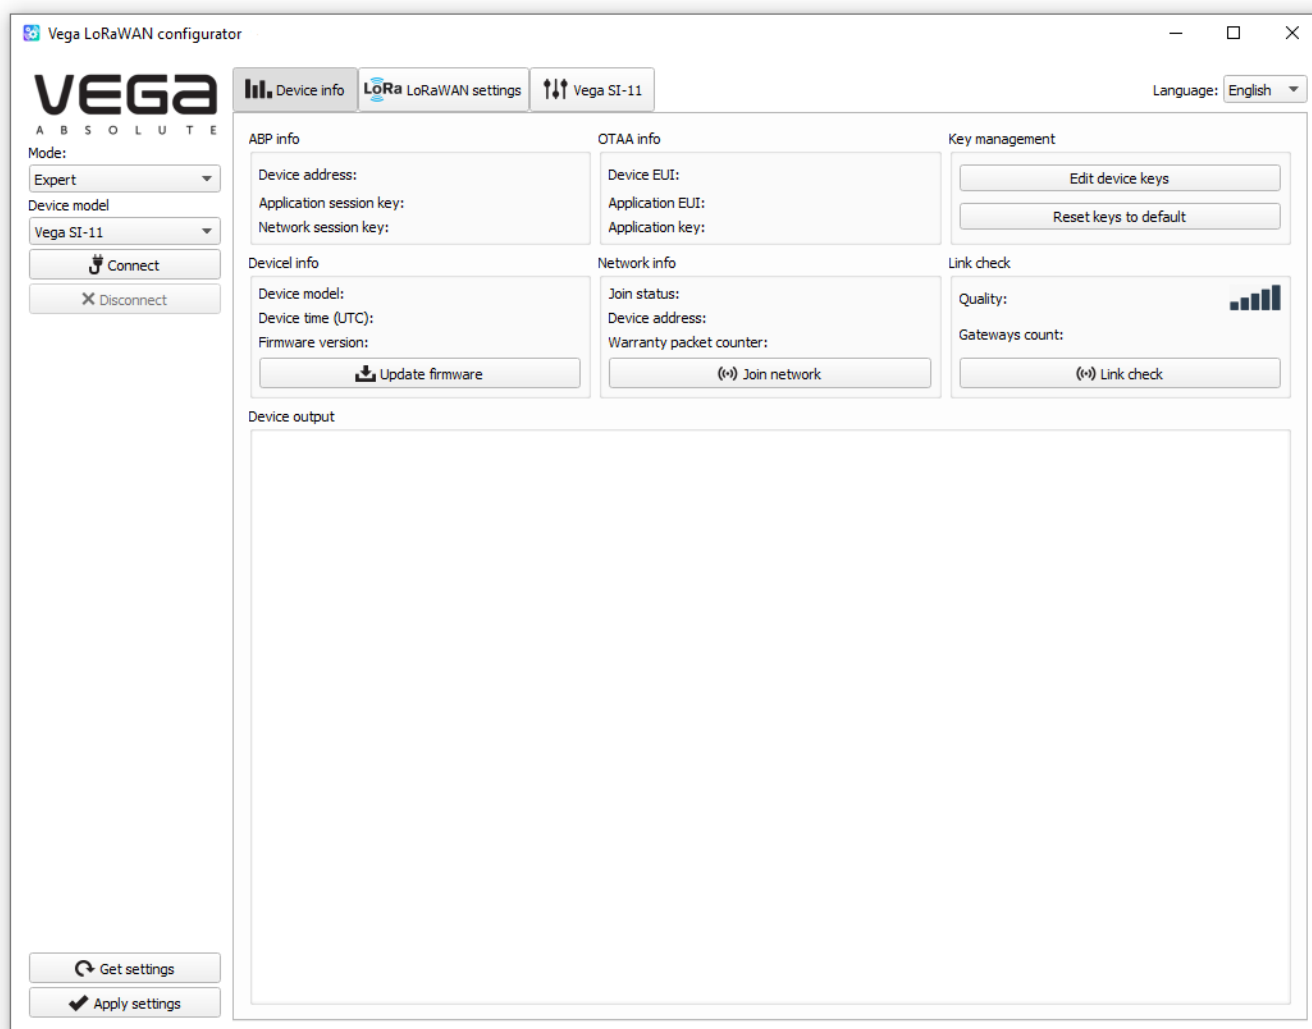 Vega LoRaWAN configurator
VEGA
ABSOLUTE
Mode:
Expert
Device model
Vega SI-11
Connect
Disconnect
Get settings
Apply settings
Device info
LoRa LoRaWAN settings
Vega SI-11
Language: English
ABP info
Device address:
Application session key:
Network session key:
OTAA info
Device EUI:
Application EUI:
Application key:
Key management
Edit device keys
Reset keys to default
Devicel info
Device model:
Device time (UTC):
Firmware version:
Update firmware
Network info
Join status:
Device address:
Warranty packet counter:
Join network
Link check
Quality:
Gateways count:
Link check
Device output